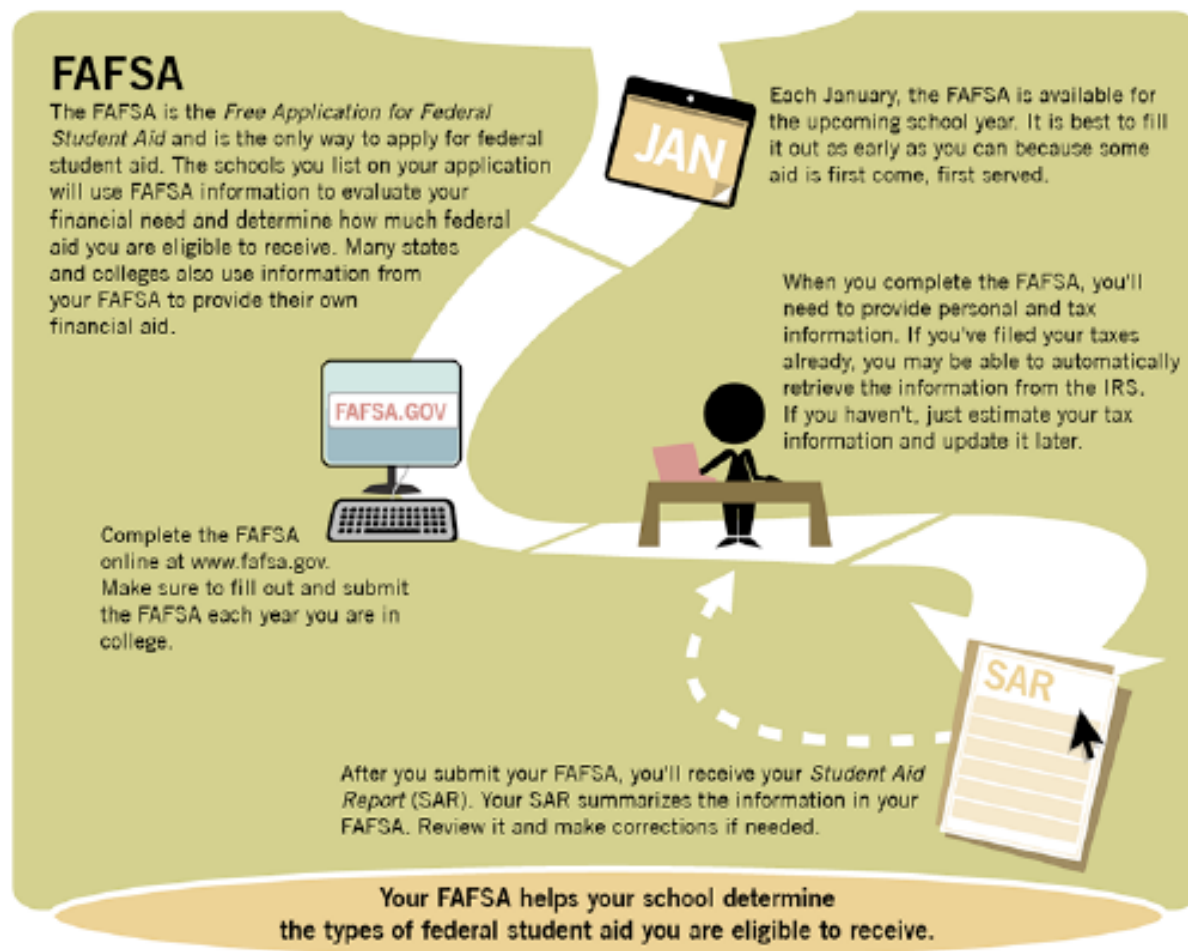 FAFSA
The FAFSA is the Free Application for Federal
Student Aid and is the only way to apply for federal
student aid. The schools you list on your application
will use FAFSA information to evaluate your
financial need and determine how much federal
aid you are eligible to receive. Many states
and colleges also use information from
your FAFSA to provide their own
financial aid.
JAN
Each January, the FAFSA is available for
the upcoming school year. It is best to fill
it out as early as you can because some
aid is first come, first served.
FAFSA.GOV
Complete the FAFSA
online at www.fafsa.gov.
Make sure to fill out and submit
the FAFSA each year you are in
college.
When you complete the FAFSA, you'll
need to provide personal and tax
information. If you've filed your taxes
already, you may be able to automatically
retrieve the information from the IRS.
If you haven't, just estimate your tax
information and update it later.
SAR
After you submit your FAFSA, you'll receive your Student Aid
Report (SAR). Your SAR summarizes the information in your
FAFSA. Review it and make corrections if needed.
Your FAFSA helps your school determine
the types of federal student aid you are eligible to receive.